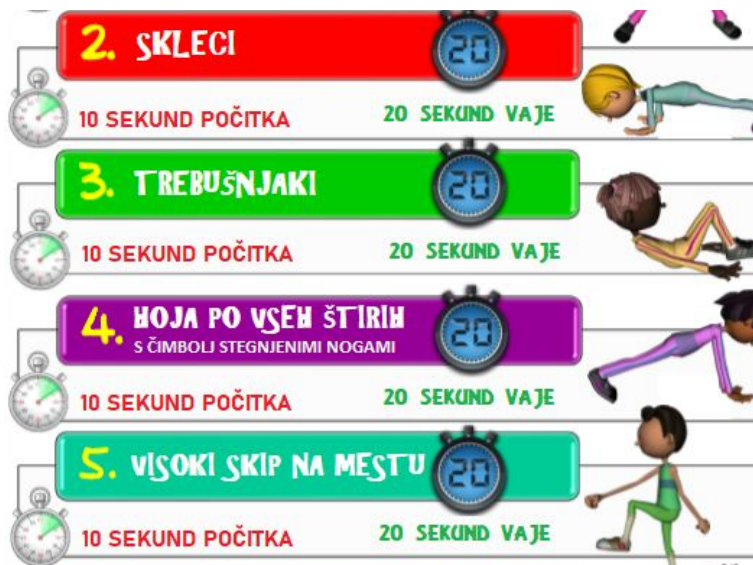 2. SKLECI
20
10 SEKUND POČITKA
20 SEKUND VAJE
3. TREBUŠNJAKI
20
10 SEKUND POČITKA
20 SEKUND VAJE
4. HOJA PO VSEH ŠTIRIH
S ČIMBOLJ STEGNJENIMI NOGAMI
20
10 SEKUND POČITKA
20 SEKUND VAJE
5. VISOKI SKIP NA MESTU
20
10 SEKUND POČITKA
20 SEKUND VAJE